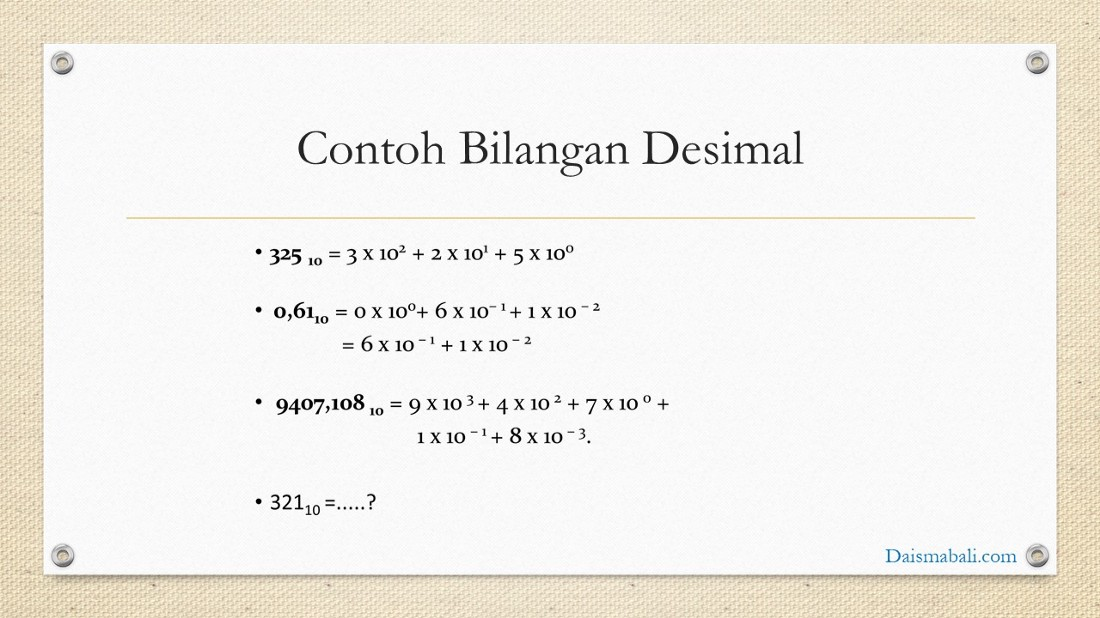 Contoh Bilangan Desimal
• 325 ₁₀ = 3 x 10² + 2 x 10¹ + 5 x 10⁰
• 0,61₁₀ = 0 x 10⁰+ 6 x 10⁻¹+ 1 x 10⁻²
= 6 x 10⁻¹ + 1 x 10⁻²
• 9407,108 ₁₀ = 9 x 10³+ 4 x 10² + 7 x 10⁰ +
1 x 10⁻¹+ 8 x 10⁻³.
• 321₁₀ =.....?
Daismabali.com